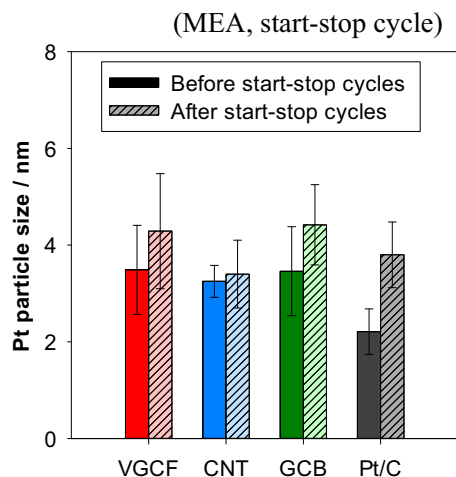 (MEA, start-stop cycle)
8
Before start-stop cycles
After start-stop cycles
6
Pt particle size / nm
4
2
0
VGCF CNT GCB Pt/C